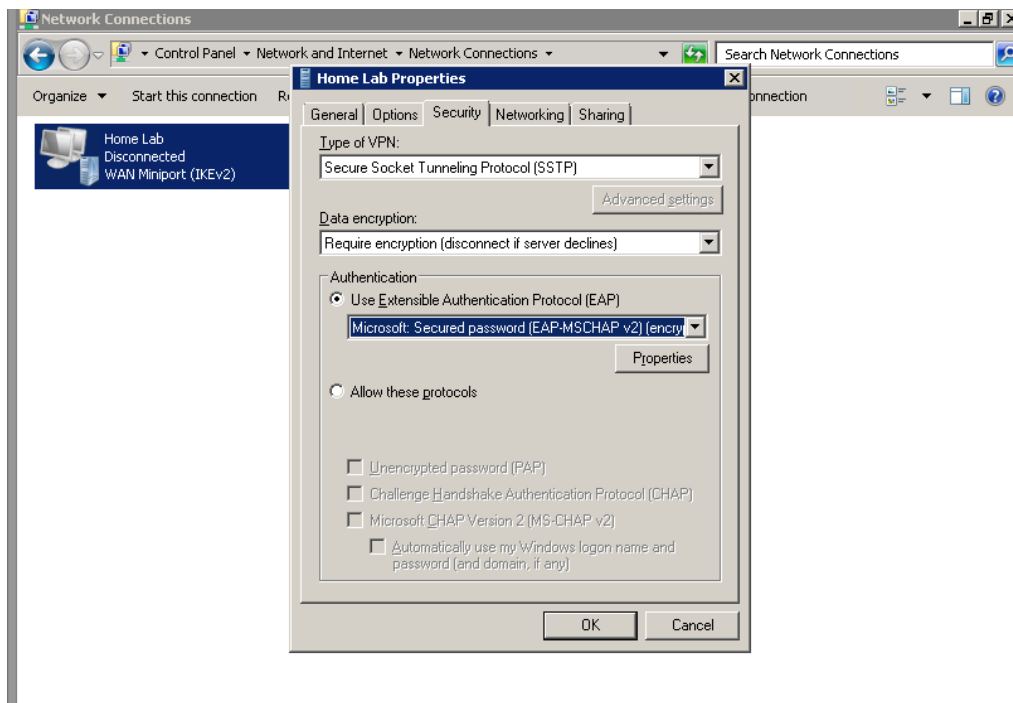 Network Connections
Control Panel Network and Internet Network Connections
Search Network Connections
Organize Start this connection
onnection
Home Lab
Disconnected
WAN Miniport (IKEv2)
Home Lab Properties
General Options Security Networking Sharing
Type of VPN:
Secure Socket Tunneling Protocol (SSTP)
Advanced settings
Data encryption:
Require encryption (disconnect if server declines)
Authentication
Use Extensible Authentication Protocol (EAP)
Microsoft: Secured password (EAP-MSCHAP v2) (encry
Properties
Allow these protocols
Unencrypted password (PAP)
Challenge Handshake Authentication Protocol (CHAP)
Microsoft CHAP Version 2 (MS-CHAP v2)
Automatically use my Windows logon name and
password (and domain, if any)
OK Cancel